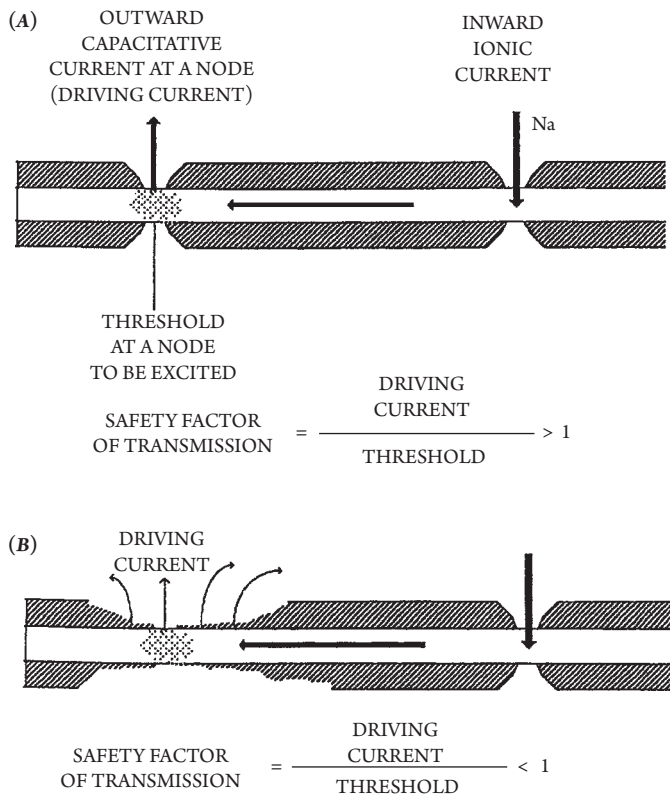 (A)
OUTWARD
CAPACITATIVE
CURRENT AT A NODE
(DRIVING CURRENT)
INWARD
IONIC
CURRENT
Na
THRESHOLD
AT A NODE
TO BE EXCITED
SAFETY FACTOR
OF TRANSMISSION
=
DRIVING
CURRENT
THRESHOLD
> 1
(B)
DRIVING
CURRENT
SAFETY FACTOR
OF TRANSMISSION
=
DRIVING
CURRENT
THRESHOLD
< 1